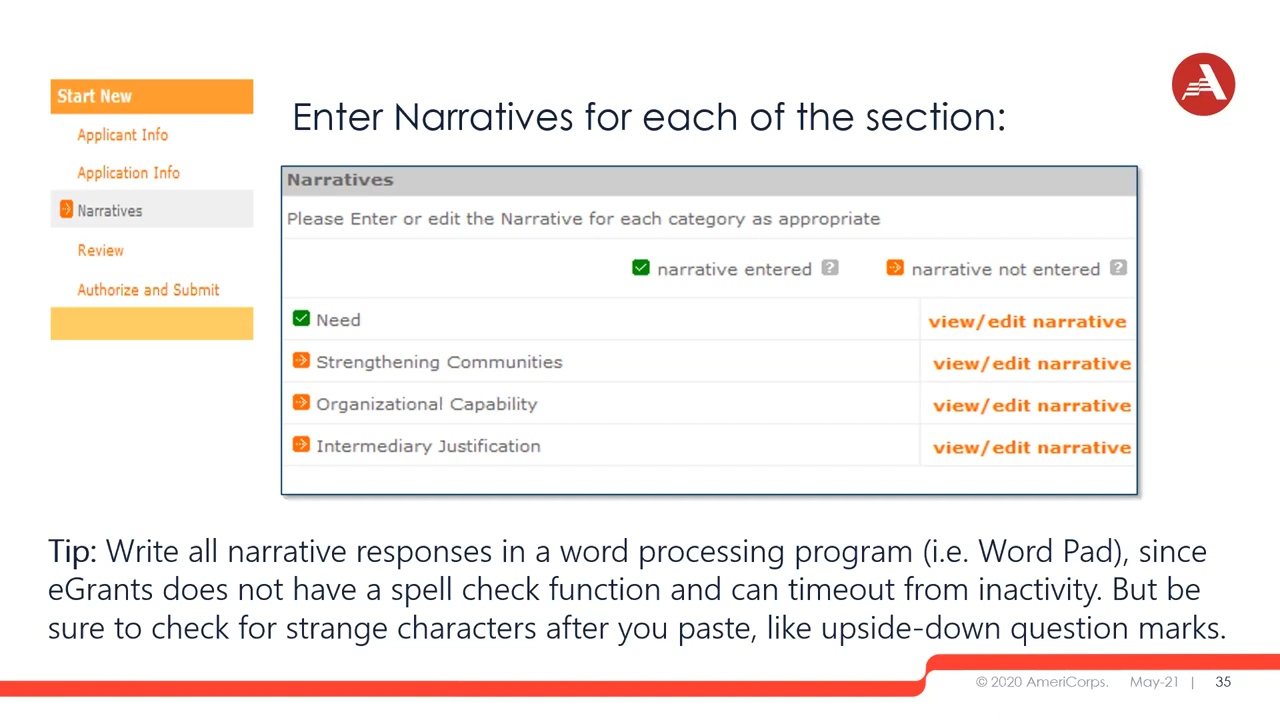 Start New
Applicant Info
Application Info
Narratives
Review
Authorize and Submit
Enter Narratives for each of the section:
Narratives
Please Enter or edit the Narrative for each category as appropriate
narrative entered ? narrative not entered ?
Need view/edit narrative
Strengthening Communities view/edit narrative
Organizational Capability view/edit narrative
Intermediary Justification view/edit narrative
Tip: Write all narrative responses in a word processing program (i.e. Word Pad), since
eGrants does not have a spell check function and can timeout from inactivity. But be
sure to check for strange characters after you paste, like upside-down question marks.
© 2020 AmeriCorps. May-21 | 35